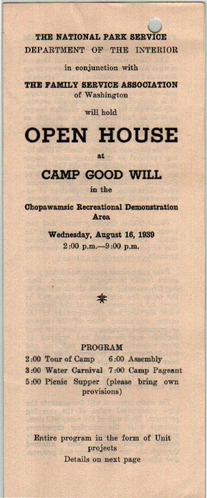 THE NATIONAL PARK SERVICE
DEPARTMENT OF THE INTERIOR
in conjunction with
THE FAMILY SERVICE ASSOCIATION
of Washington
will hold
OPEN HOUSE
at
CAMP GOOD WILL
in the
Chopawamsic Recreational Demonstration
Area
Wednesday, August 16, 1939
2:00 p.m.—9:00 p.m.
*
PROGRAM
2:00 Tour of Camp 6:00 Assembly
3:00 Water Carnival 7:00 Camp Pageant
5:00 Picnic Supper (please bring own
provisions)
Entire program in the form of Unit
projects
Details on next page